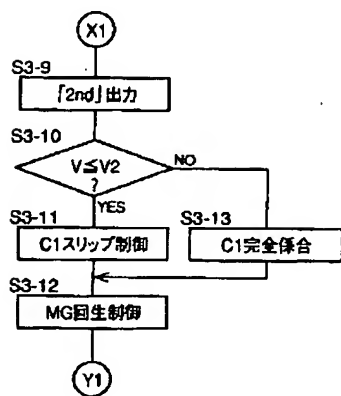 X1
S3-9
「2nd」出力
S3-10
V≦V2
?
NO
YES
S3-11
C1スリップ制御
S3-13
C1完全係合
S3-12
MG回生制御
Y1